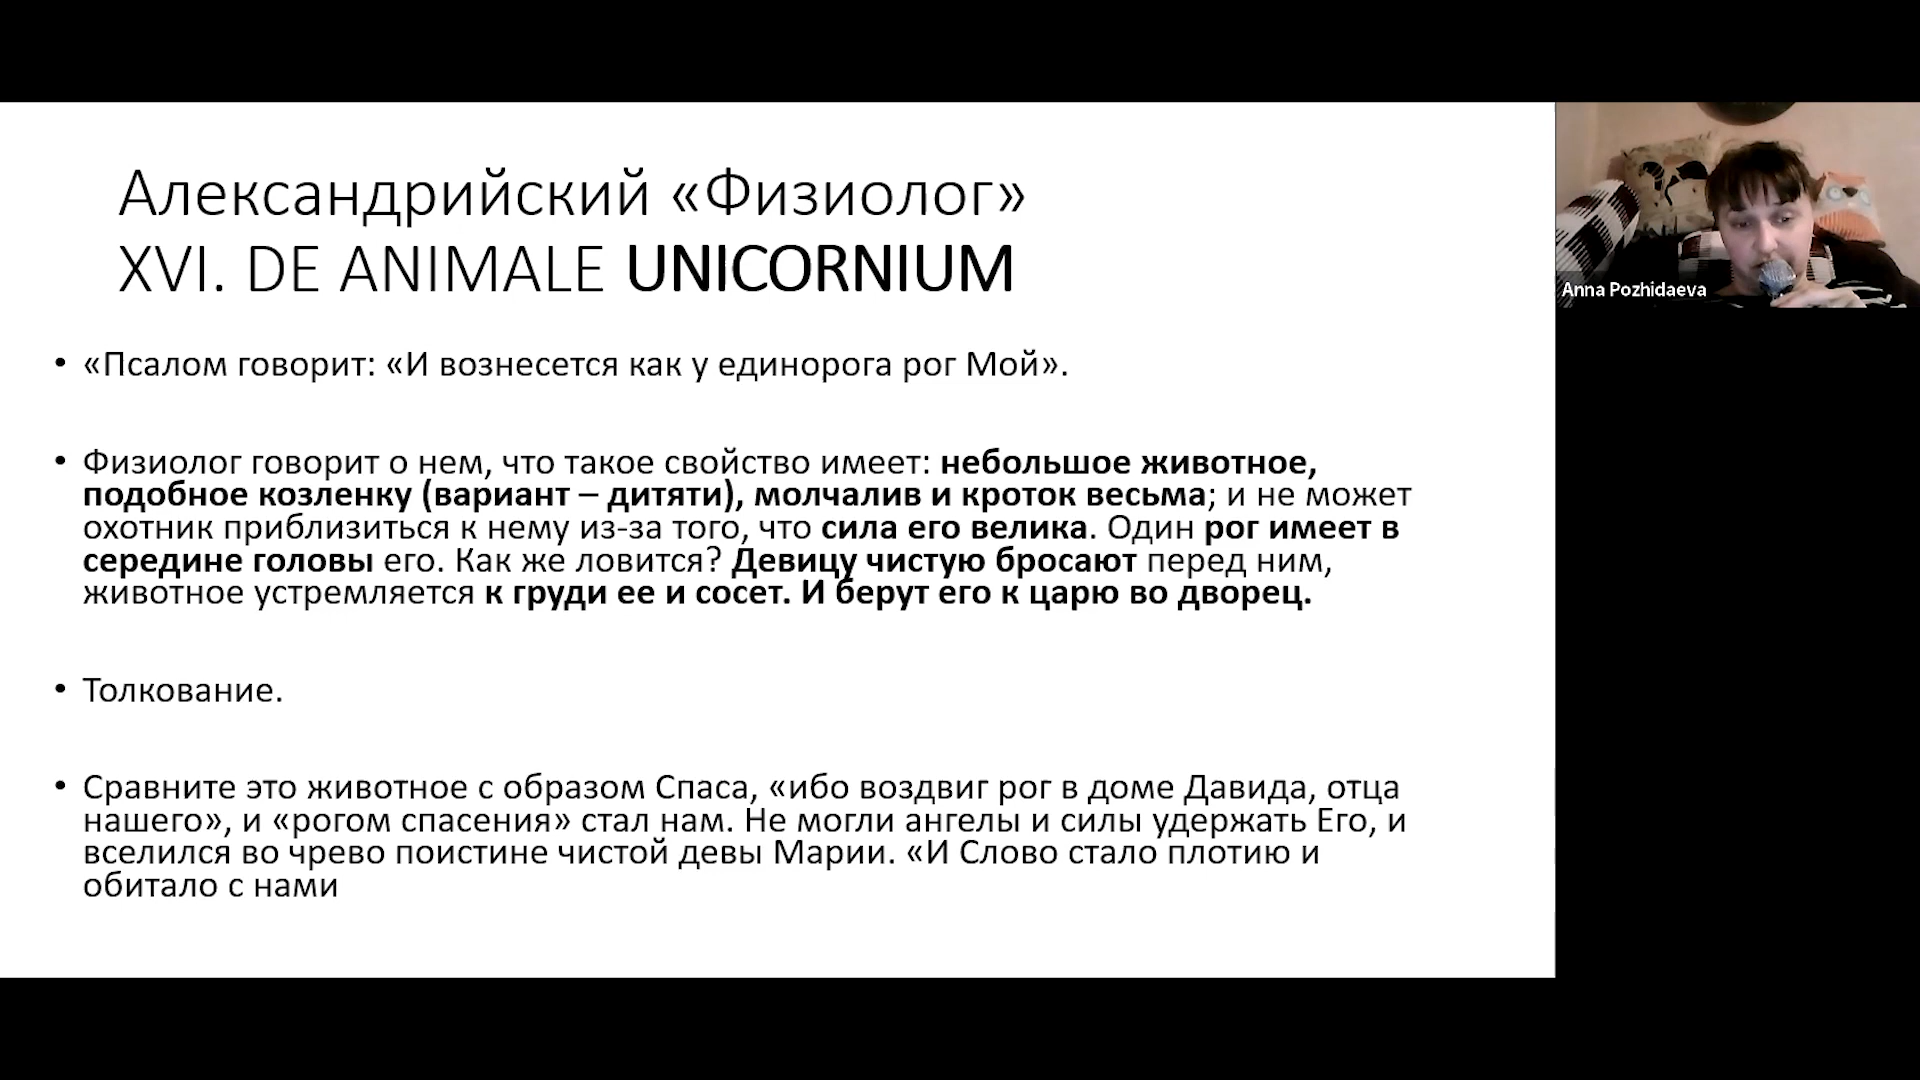 Александрийский «Физиолог»
XVI. DE ANIMALE UNICORNIUM
• «Псалом говорит: «И вознесется как у единорога рог Мой».
• Физиолог говорит о нем, что такое свойство имеет: небольшое животное,
подобное козленку (вариант – дитяти), молчалив и кроток весьма; и не может
охотник приблизиться к нему из-за того, что сила его велика. Один рог имеет в
середине головы его. Как же ловится? Девицу чистую бросают перед ним,
животное устремляется к груди ее и сосет. И берут его к царю во дворец.
• Толкование.
• Сравните это животное с образом Спаса, «ибо воздвиг рог в доме Давида, отца
нашего», и «рогом спасения» стал нам. Не могли ангелы и силы удержать Его, и
вселился во чрево поистине чистой девы Марии. «И Слово стало плотию и
обитало с нами
Anna Pozhidaeva